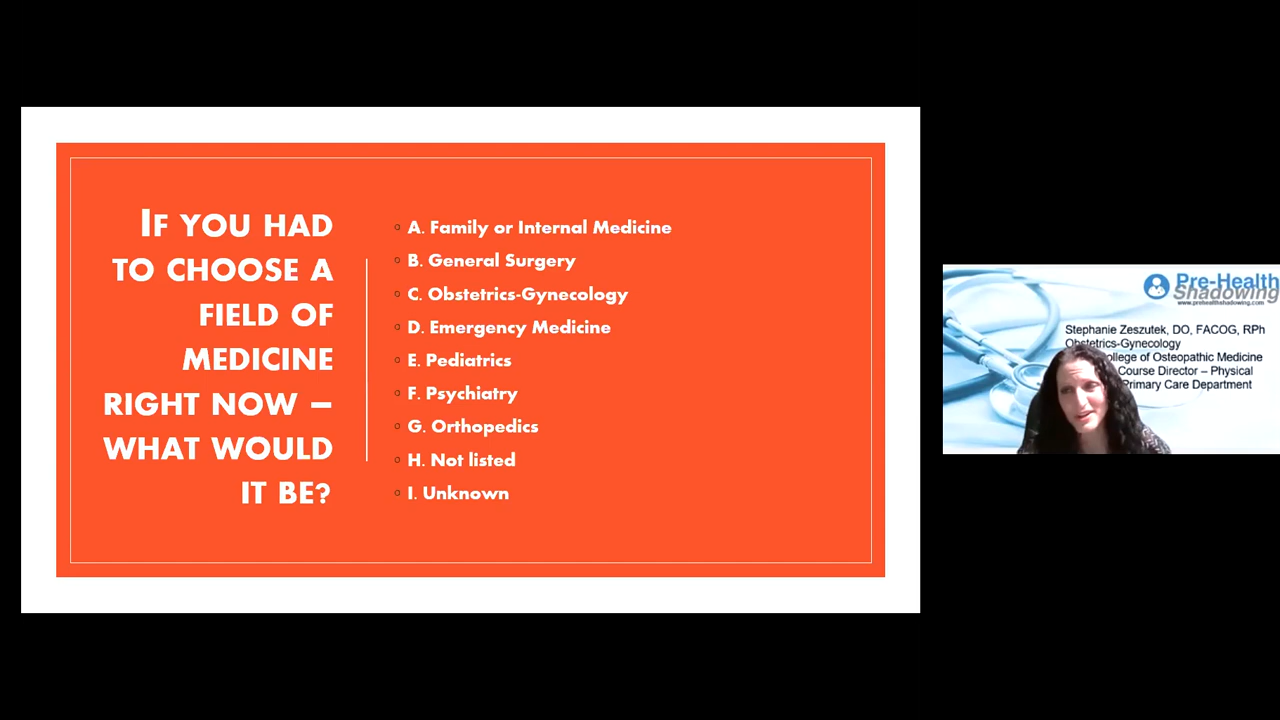 IF YOU HAD
TO CHOOSE A
FIELD OF
MEDICINE
RIGHT NOW –
WHAT WOULD
IT BE?
A. Family or Internal Medicine
B. General Surgery
C. Obstetrics-Gynecology
D. Emergency Medicine
E. Pediatrics
F. Psychiatry
G. Orthopedics
H. Not listed
I. Unknown
Pre-Health
Shadowing
www.prehealthshadowing.com
Stephanie Zeszutek, DO, FACOG, RPh
Obstetrics-Gynecology
ollege of Osteopathic Medicine
Course Director – Physical
Primary Care Department